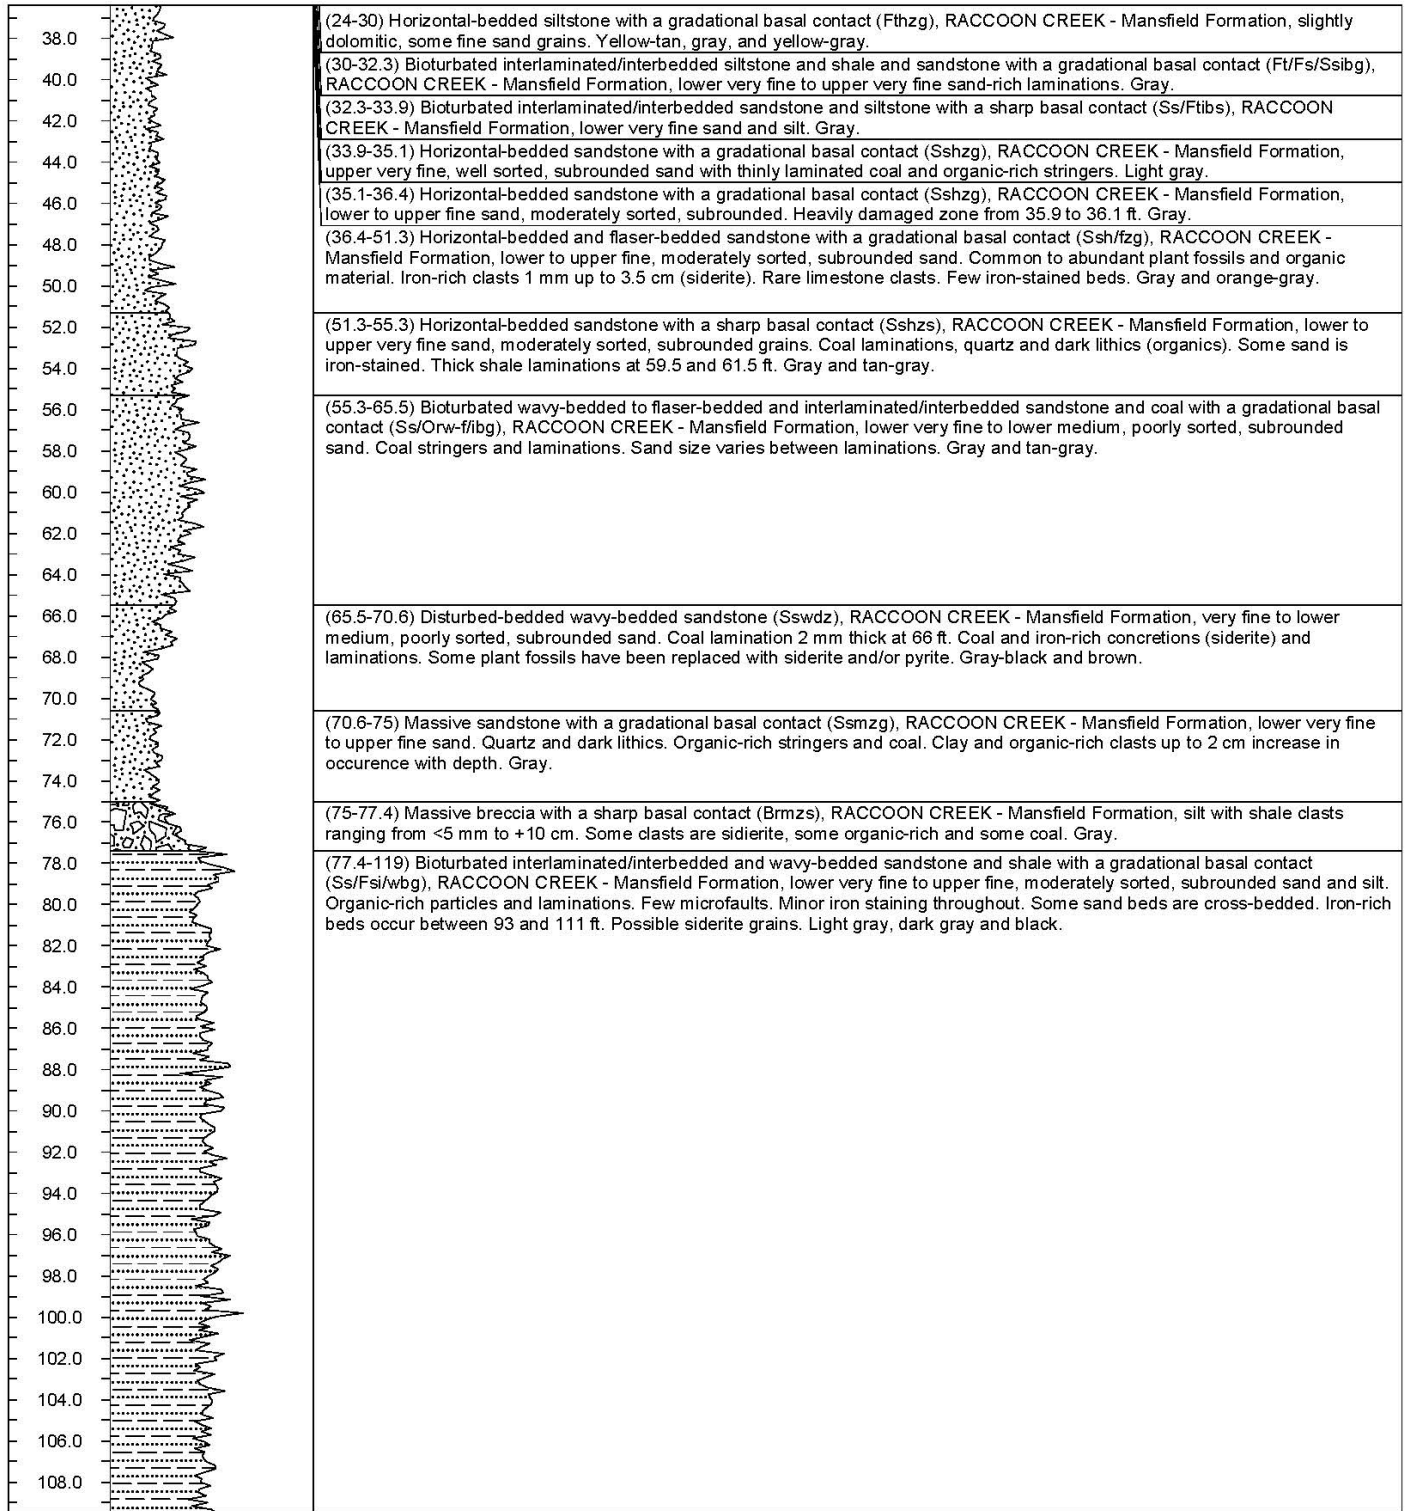 38.0
40.0
42.0
44.0
46.0
48.0
50.0
52.0
54.0
56.0
58.0
60.0
62.0
64.0
66.0
68.0
70.0
72.0
74.0
76.0
78.0
80.0
82.0
84.0
86.0
88.0
90.0
92.0
94.0
96.0
98.0
100.0
102.0
104.0
106.0
108.0
(24-30) Horizontal-bedded siltstone with a gradational basal contact (Fthzg), RACCOON CREEK - Mansfield Formation, slightly
dolomitic, some fine sand grains. Yellow-tan, gray, and yellow-gray.
(30-32.3) Bioturbated interlaminated/interbedded siltstone and shale and sandstone with a gradational basal contact (Ft/Fs/Ssibg),
RACCOON CREEK - Mansfield Formation, lower very fine to upper very fine sand-rich laminations. Gray.
(32.3-33.9) Bioturbated interlaminated/interbedded sandstone and siltstone with a sharp basal contact (Ss/Ftibs), RACCOON
CREEK - Mansfield Formation, lower very fine sand and silt. Gray.
(33.9-35.1) Horizontal-bedded sandstone with a gradational basal contact (Sshzg), RACCOON CREEK - Mansfield Formation,
upper very fine, well sorted, subrounded sand with thinly laminated coal and organic-rich stringers. Light gray.
(35.1-36.4) Horizontal-bedded sandstone with a gradational basal contact (Sshzg), RACCOON CREEK - Mansfield Formation,
lower to upper fine sand, moderately sorted, subrounded. Heavily damaged zone from 35.9 to 36.1 ft. Gray.
(36.4-51.3) Horizontal-bedded and flaser-bedded sandstone with a gradational basal contact (Ssh/fzg), RACCOON CREEK -
Mansfield Formation, lower to upper fine, moderately sorted, subrounded sand. Common to abundant plant fossils and organic
material. Iron-rich clasts 1 mm up to 3.5 cm (siderite). Rare limestone clasts. Few iron-stained beds. Gray and orange-gray.
(51.3-55.3) Horizontal-bedded sandstone with a sharp basal contact (Sshzs), RACCOON CREEK - Mansfield Formation, lower to
upper very fine sand, moderately sorted, subrounded grains. Coal laminations, quartz and dark lithics (organics). Some sand is
iron-stained. Thick shale laminations at 59.5 and 61.5 ft. Gray and tan-gray.
(55.3-65.5) Bioturbated wavy-bedded to flaser-bedded and interlaminated/interbedded sandstone and coal with a gradational basal
contact (Ss/Orw-f/ibg), RACCOON CREEK - Mansfield Formation, lower very fine to lower medium, poorly sorted, subrounded
sand. Coal stringers and laminations. Sand size varies between laminations. Gray and tan-gray.
(65.5-70.6) Disturbed-bedded wavy-bedded sandstone (Sswdz), RACCOON CREEK - Mansfield Formation, very fine to lower
medium, poorly sorted, subrounded sand. Coal lamination 2 mm thick at 66 ft. Coal and iron-rich concretions (siderite) and
laminations. Some plant fossils have been replaced with siderite and/or pyrite. Gray-black and brown.
(70.6-75) Massive sandstone with a gradational basal contact (Ssmzg), RACCOON CREEK - Mansfield Formation, lower very fine
to upper fine sand. Quartz and dark lithics. Organic-rich stringers and coal. Clay and organic-rich clasts up to 2 cm increase in
occurence with depth. Gray.
(75-77.4) Massive breccia with a sharp basal contact (Brmzs), RACCOON CREEK - Mansfield Formation, silt with shale clasts
ranging from <5 mm to +10 cm. Some clasts are sidierite, some organic-rich and some coal. Gray.
(77.4-119) Bioturbated interlaminated/interbedded and wavy-bedded sandstone and shale with a gradational basal contact
(Ss/Fsi/wbg), RACCOON CREEK - Mansfield Formation, lower very fine to upper fine, moderately sorted, subrounded sand and silt.
Organic-rich particles and laminations. Few microfaults. Minor iron staining throughout. Some sand beds are cross-bedded. Iron-rich
beds occur between 93 and 111 ft. Possible siderite grains. Light gray, dark gray and black.